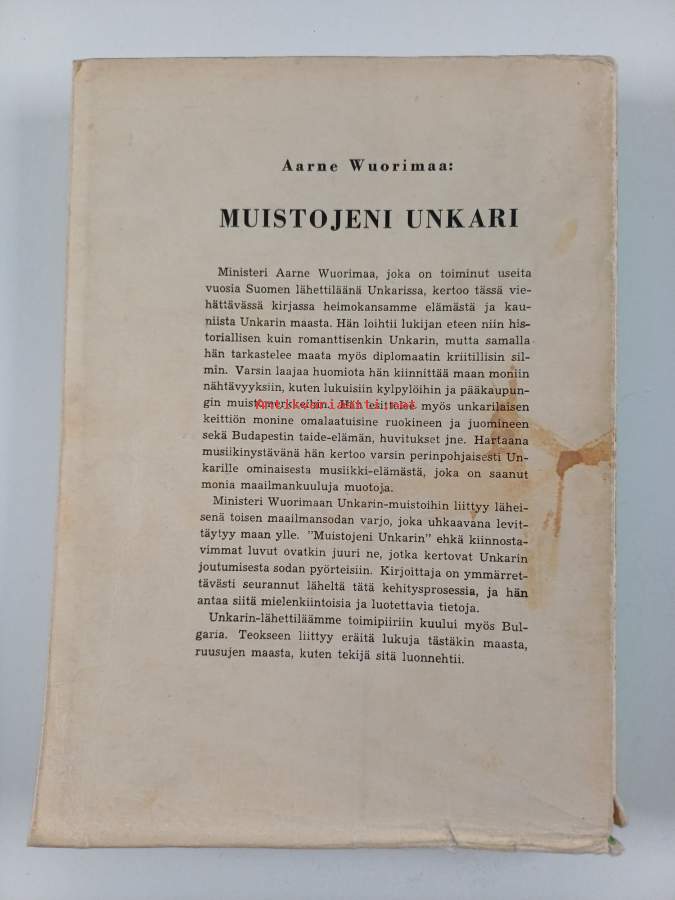 Aarne Wuorimaa:
MUISTOJENI UNKARI
Ministeri Aarne Wuorimaa, joka on toiminut useita
vuosia Suomen lähettiläänä Unkarissa, kertoo tässä vie-
hättävässä kirjassa heimokansamme elämästä ja kau-
niista Unkarin maasta. Hän loihtii lukijan eteen niin his-
toriallisen kuin romanttisenkin Unkarin, mutta samalla
hän tarkastelee maata myös diplomaatin kriitillisin sil-
min. Varsin laajaa huomiota hän kiinnittää maan moniin
nähtävyyksiin, kuten lukuisiin kylpylöihin ja pääkaupun-
gin muistomerkkeihin. Hän esittelee myös unkarilaisen
Antikvariaatti.net
keittiön monine omalaatuisine ruokineen ja juomineen
sekä Budapestin taide-elämän, huvitukset jne. Hartaana
musiikinystävänä hän kertoo varsin perinpohjaisesti Un-
karille ominaisesta musiikki-elämästä, joka on saanut
monia maailmankuuluja muotoja.
Ministeri Wuorimaan Unkarin-muistoihin liittyy lähei-
senä toisen maailmansodan varjo, joka uhkaavana levit-
täytyy maan ylle. "Muistojeni Unkarin" ehkä kiinnosta-
vimmat luvut ovatkin juuri ne, jotka kertovat Unkarin
joutumisesta sodan pyörteisiin. Kirjoittaja on ymmärret-
tävästi seurannut läheltä tätä kehitysprosessia, ja hän
antaa siitä mielenkiintoisia ja luotettavia tietoja.
Unkarin-lähettiläämme toimipiiriin kuului myös Bul-
garia. Teokseen liittyy eräitä lukuja tästäkin maasta,
ruusujen maasta, kuten tekijä sitä luonnehtii.